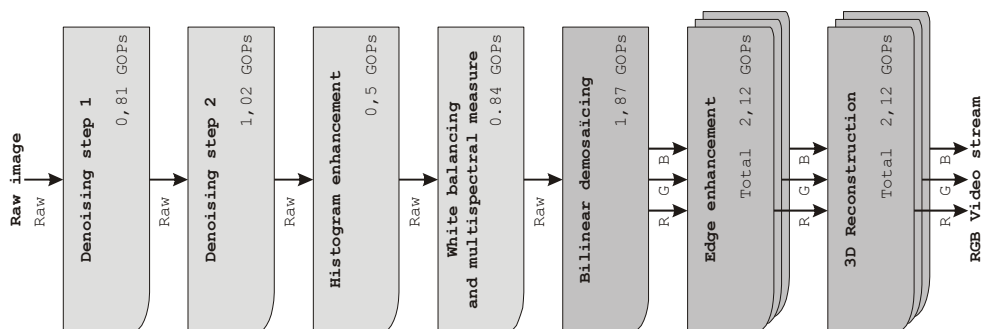 Raw image
Raw
Denoising step 1
0,81 GOPs
Raw
Denoising step 2
1,02 GOPs
Raw
Histogram enhancement
0,5 GOPs
Raw
White balancing
and multispectral measure
0.84 GOPs
Raw
Bilinear demosaïcing
1,87 GOPs
R
G
B
Edge enhancement
Total 2,12 GOPs
R
G
B
3D Reconstruction
Total 2,12 GOPs
R
G
B
RGB Video stream